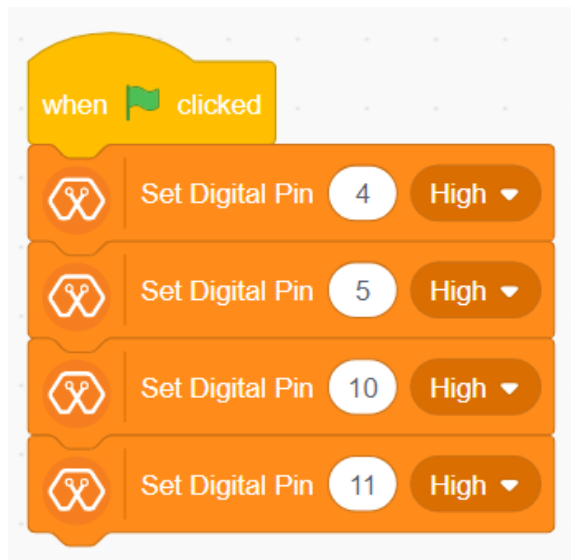 when clicked
Set Digital Pin 4 High
Set Digital Pin 5 High
Set Digital Pin 10 High
Set Digital Pin 11 High